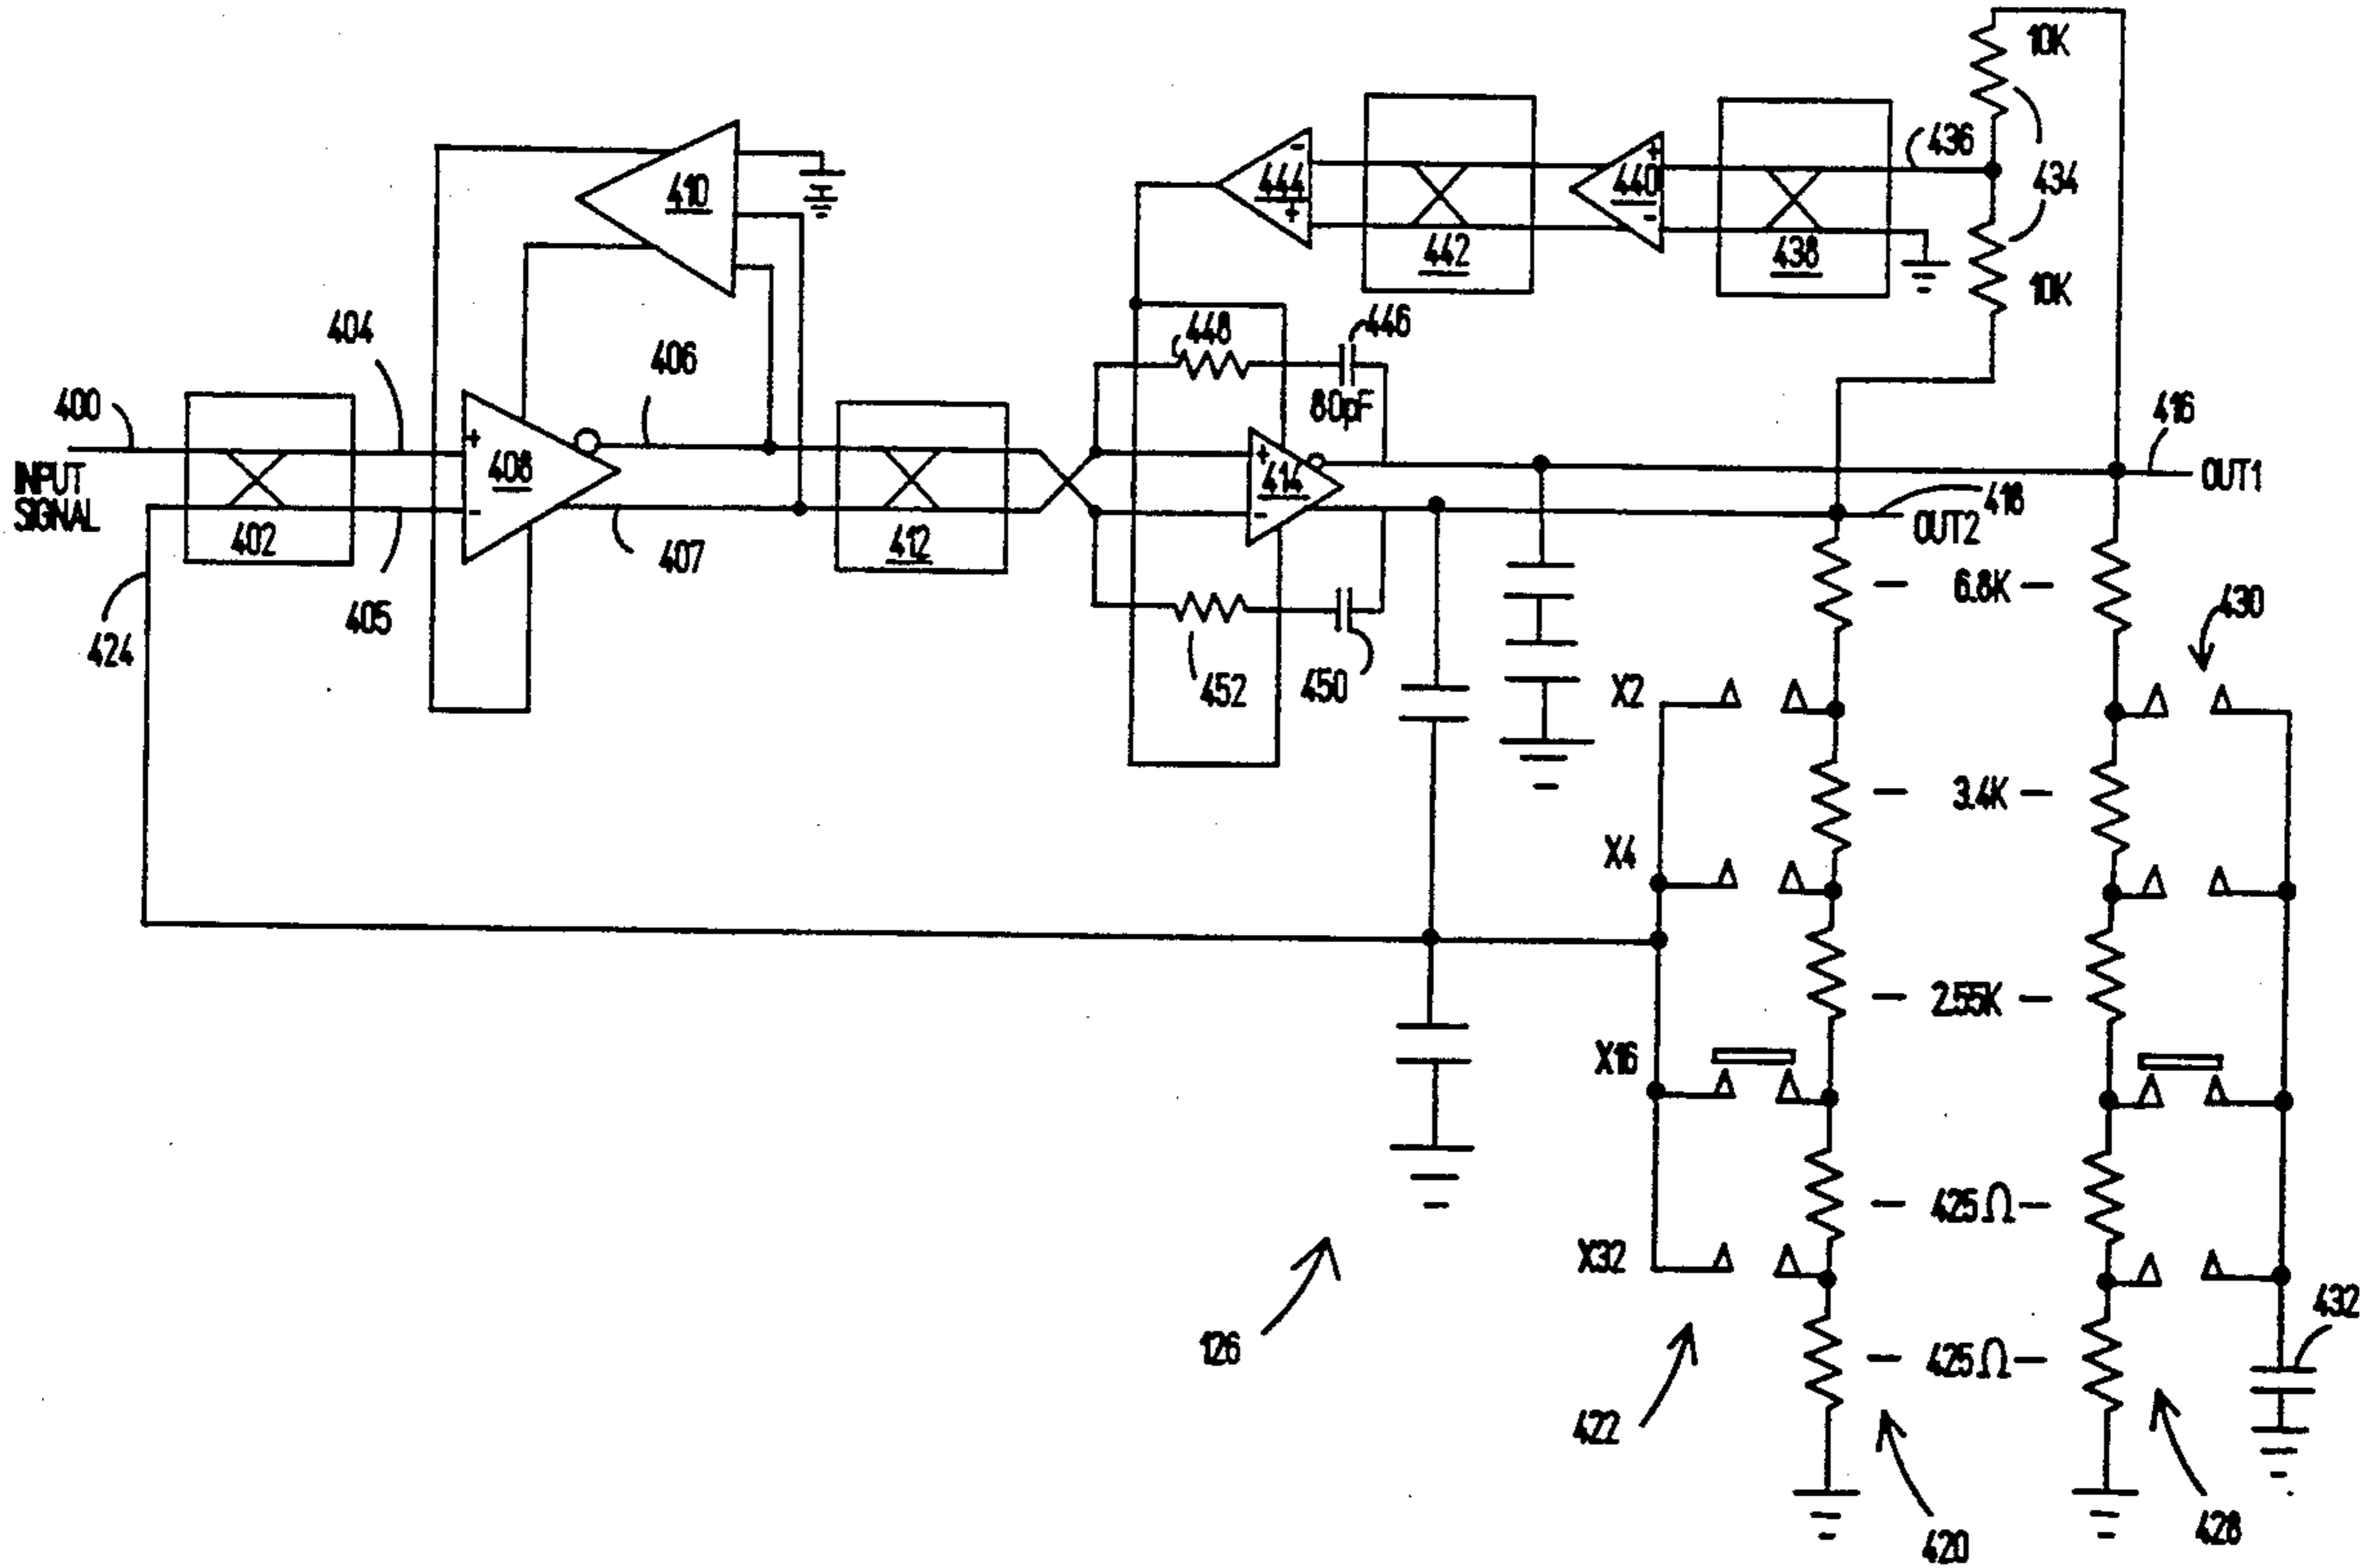 10K
436
434
410
444
+
-
440
+
-
442
438
10K
404
448
446
406
80pF
400
416
INPUT
SIGNAL
+
-
408
+
-
414
OUT1
418
OUT2
402
412
407
6.8K
430
405
424
452
450
X2
3.4K
X4
2.55K
X16
425Ω
X32
432
126
425Ω
422
420
428